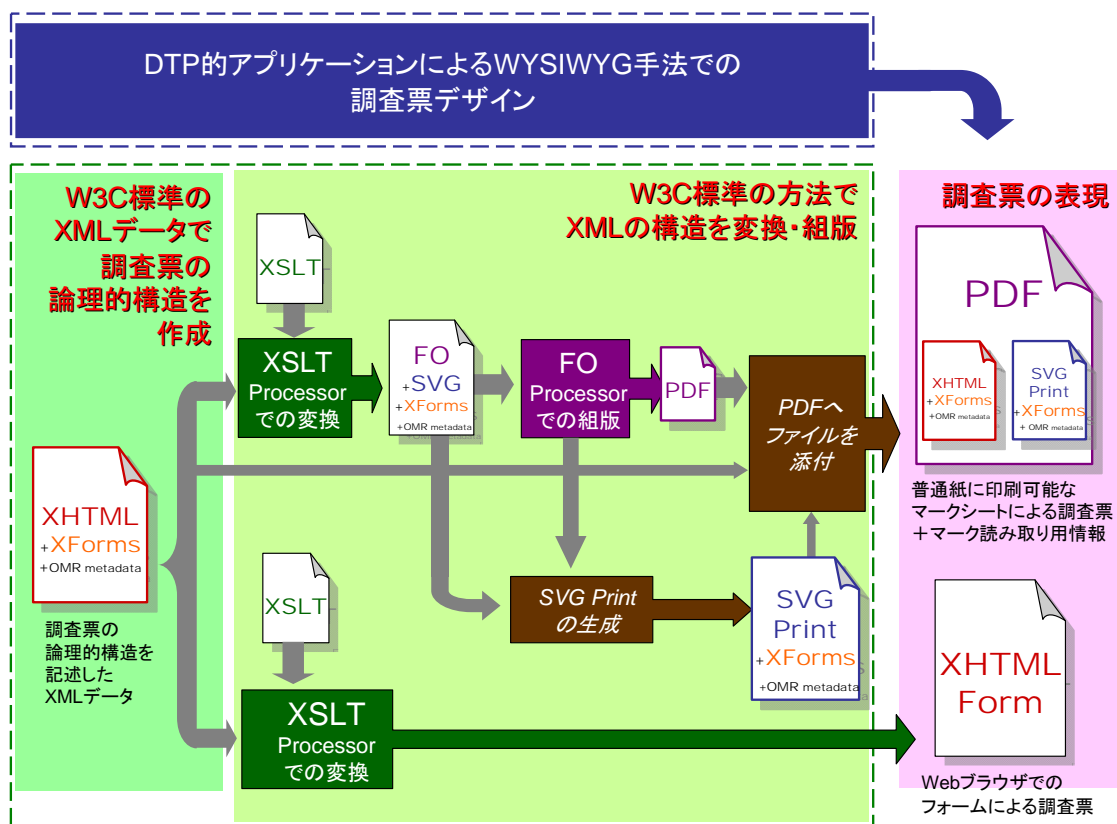 DTP的アプリケーションによるWYSIWYG手法での
調査票デザイン
W3C標準の
XMLデータで
調査票の
論理的構造を
作成
W3C標準の方法で
XMLの構造を変換・組版
調査票の表現
XSLT
XSLT
Processor
での変換
FO
+SVG
+XForms
+OMR metadata
FO
Processor
での組版
PDF
PDFへ
ファイルを
添付
PDF
XHTML
+XForms
+OMR metadata
SVG
Print
+XForms
+ OMR metadata
普通紙に印刷可能な
マークシートによる調査票
＋マーク読み取り用情報
XHTML
+XForms
+OMR metadata
調査票の
論理的構造を
記述した
XMLデータ
XSLT
SVG Print
の生成
SVG
Print
+XForms
+OMR metadata
XSLT
Processor
での変換
XHTML
Form
Webブラウザでの
フォームによる調査票